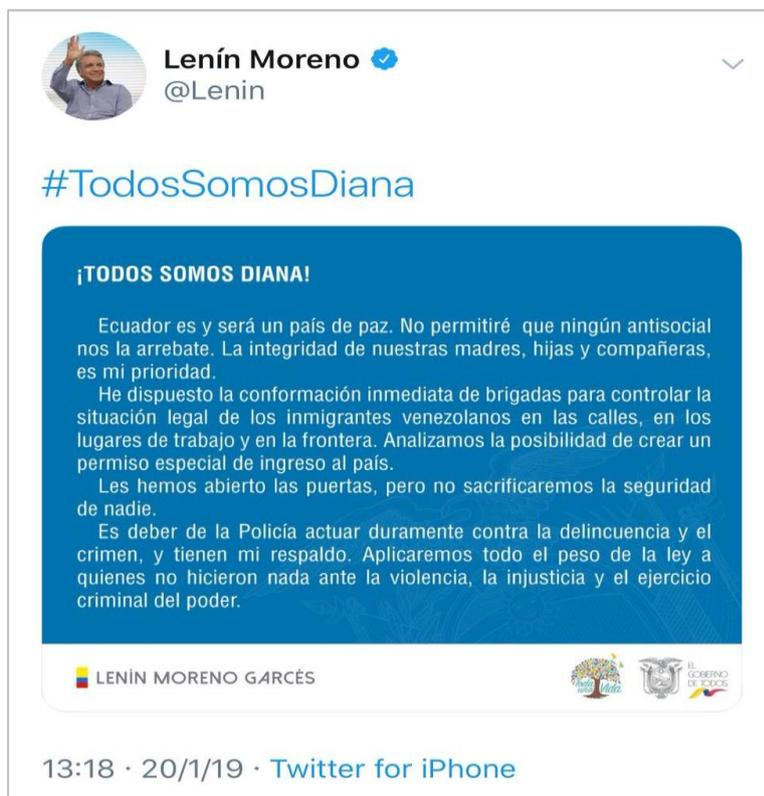 Lenín Moreno
@Lenin
#TodosSomosDiana
¡TODOS SOMOS DIANA!
Ecuador es y será un país de paz. No permitiré que ningún antisocial
nos la arrebate. La integridad de nuestras madres, hijas y compañeras,
es mi prioridad.
He dispuesto la conformación inmediata de brigadas para controlar la
situación legal de los inmigrantes venezolanos en las calles, en los
lugares de trabajo y en la frontera. Analizamos la posibilidad de crear un
permiso especial de ingreso al país.
Les hemos abierto las puertas, pero no sacrificaremos la seguridad
de nadie.
Es deber de la Policía actuar duramente contra la delincuencia y el
crimen, y tienen mi respaldo. Aplicaremos todo el peso de la ley a
quienes no hicieron nada ante la violencia, la injusticia y el ejercicio
criminal del poder.
LENÍN MORENO GARCÉS
Toda
una Vida
EL
GOBIERNO
DE TODOS
13:18 · 20/1/19 · Twitter for iPhone